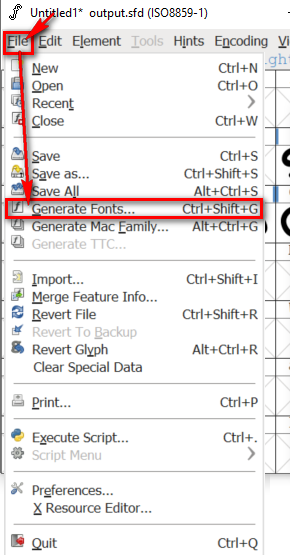 Untitled1* output.sfd (ISO8859-1)
File Edit Element Tools Hints Encoding
New Ctrl+N
Open Ctrl+O
Recent
Close Ctrl+W
Save Ctrl+S
Save as... Ctrl+Shift+S
Save All Alt+Ctrl+S
Generate Fonts... Ctrl+Shift+G
Generate Mac Family... Alt+Ctrl+G
Generate TTC...
Import... Ctrl+Shift+I
Merge Feature Info...
Revert File Ctrl+Shift+R
Revert To Backup
Revert Glyph Alt+Ctrl+R
Clear Special Data
Print... Ctrl+P
Execute Script... Ctrl+.
Script Menu
Preferences...
X Resource Editor...
Quit Ctrl+Q